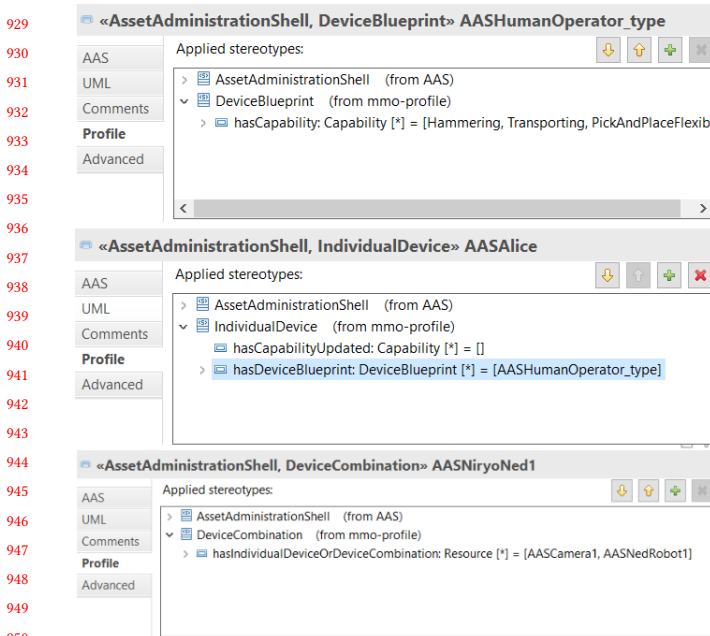 929
«AssetAdministrationShell, DeviceBlueprint» AASHumanOperator_type
930
AAS
Applied stereotypes:
931
UML
AssetAdministrationShell (from AAS)
932
Comments
DeviceBlueprint (from mmo-profile)
933
Profile
hasCapability: Capability [*] = [Hammering, Transporting, PickAndPlaceFlexib
934
Advanced
935
936
937
«AssetAdministrationShell, IndividualDevice» AASAlice
938
AAS
Applied stereotypes:
939
UML
AssetAdministrationShell (from AAS)
940
Comments
IndividualDevice (from mmo-profile)
941
Profile
hasCapabilityUpdated: Capability [*] = []
942
Advanced
hasDeviceBlueprint: DeviceBlueprint [*] = [AASHumanOperator_type]
943
944
«AssetAdministrationShell, DeviceCombination» AASNiryoNed1
945
AAS
Applied stereotypes:
946
UML
AssetAdministrationShell (from AAS)
947
Comments
DeviceCombination (from mmo-profile)
948
Profile
hasIndividualDeviceOrDeviceCombination: Resource [*] = [AASCamera1, AASNedRobot1]
949
Advanced